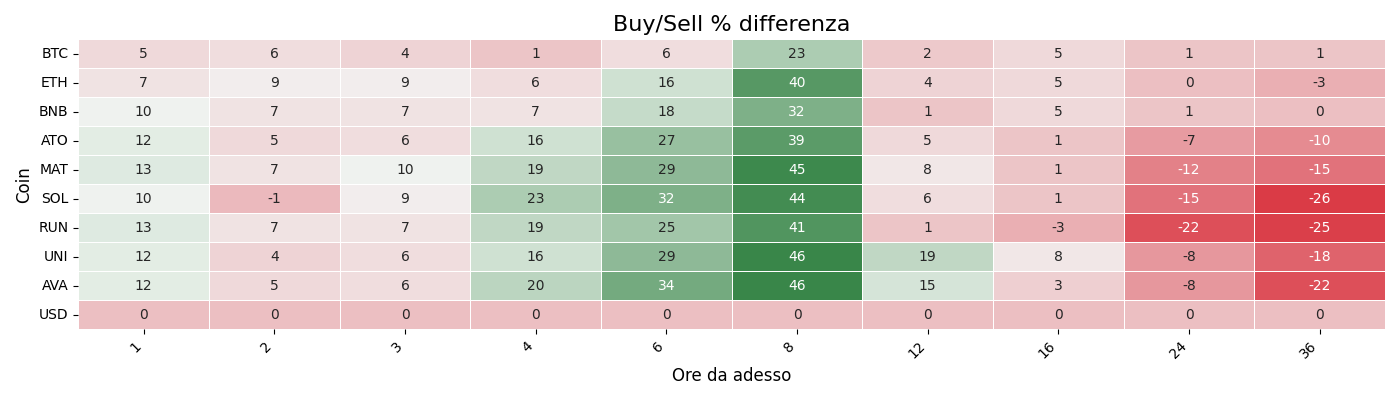 Buy/Sell % differenza
Coin
BTC 5 6 4 1 6 23 2 5 1 1
ETH 7 9 9 6 16 40 4 5 0 -3
BNB 10 7 7 7 18 32 1 5 1 0
ATO 12 5 6 16 27 39 5 1 -7 -10
MAT 13 7 10 19 29 45 8 1 -12 -15
SOL 10 -1 9 23 32 44 6 1 -15 -26
RUN 13 7 7 19 25 41 1 -3 -22 -25
UNI 12 4 6 16 29 46 19 8 -8 -18
AVA 12 5 6 20 34 46 15 3 -8 -22
USD 0 0 0 0 0 0 0 0 0 0
1 2 3 4 6 8 12 16 24 36
Ore da adesso